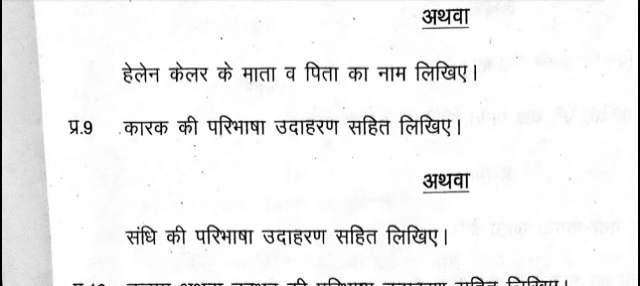 अथवा
हेलेन केलर के माता व पिता का नाम लिखिए।
प्र.9 कारक की परिभाषा उदाहरण सहित लिखिए।
अथवा
संधि की परिभाषा उदाहरण सहित लिखिए।